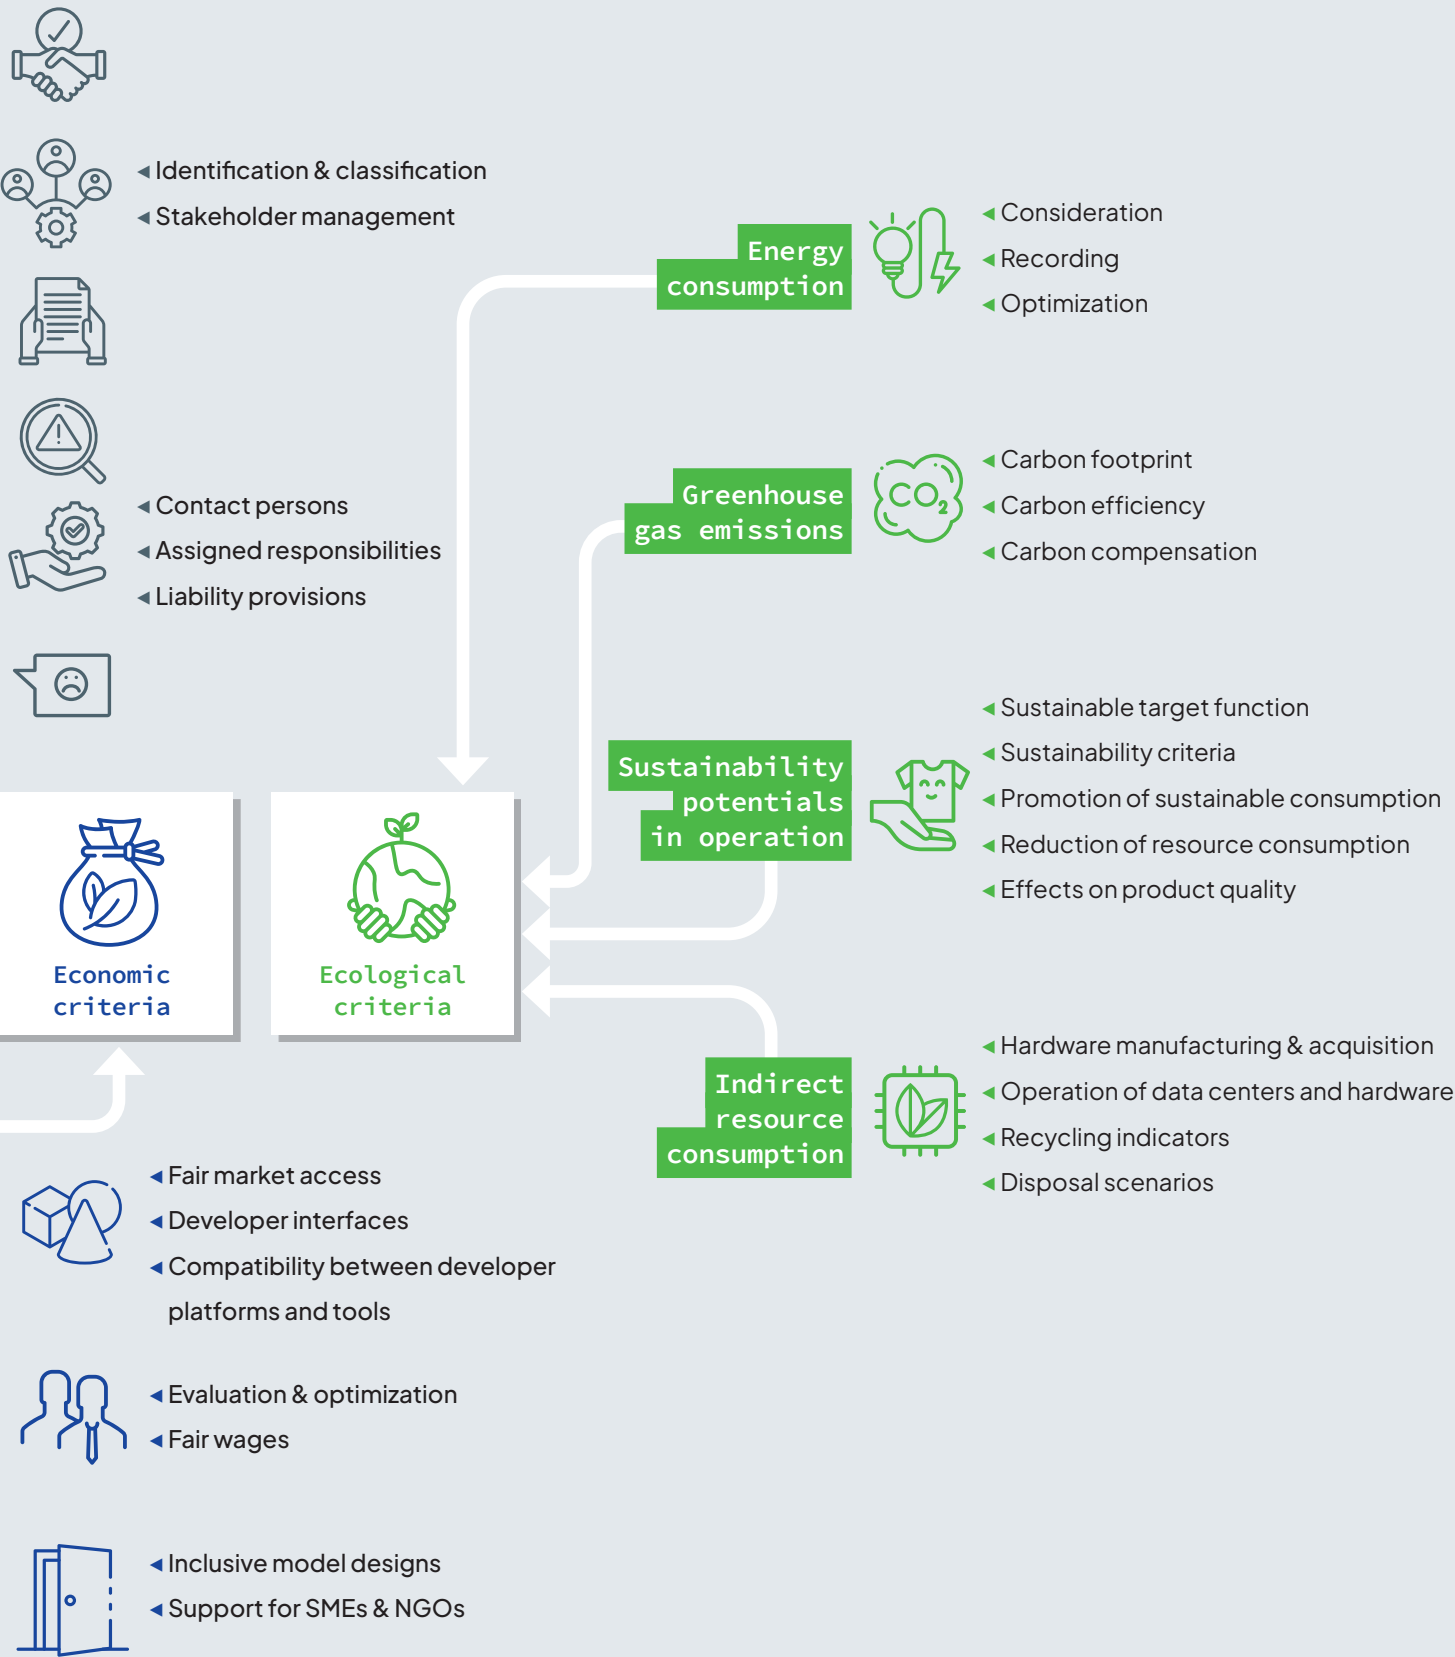 Identification & classification
Stakeholder management
Contact persons
Assigned responsibilities
Liability provisions
Energy
consumption
Consideration
Recording
Optimization
Greenhouse
gas emissions
CO2
Carbon footprint
Carbon efficiency
Carbon compensation
Sustainability
potentials
in operation
Sustainable target function
Sustainability criteria
Promotion of sustainable consumption
Reduction of resource consumption
Effects on product quality
Economic
criteria
Ecological
criteria
Indirect
resource
consumption
Hardware manufacturing & acquisition
Operation of data centers and hardware
Recycling indicators
Disposal scenarios
Fair market access
Developer interfaces
Compatibility between developer
platforms and tools
Evaluation & optimization
Fair wages
Inclusive model designs
Support for SMEs & NGOs